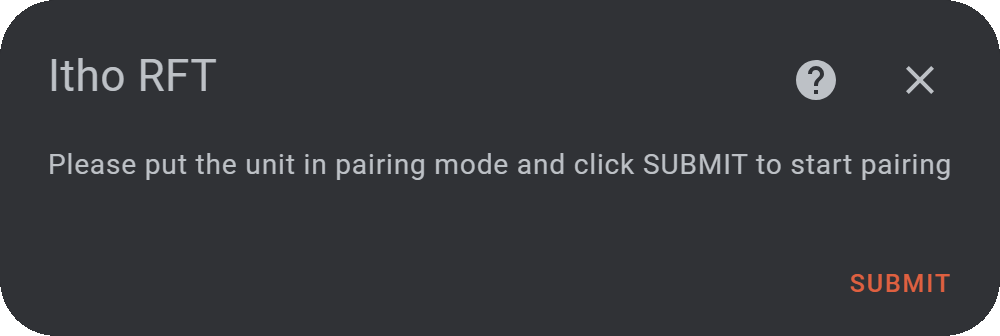 Itho RFT
Please put the unit in pairing mode and click SUBMIT to start pairing
SUBMIT